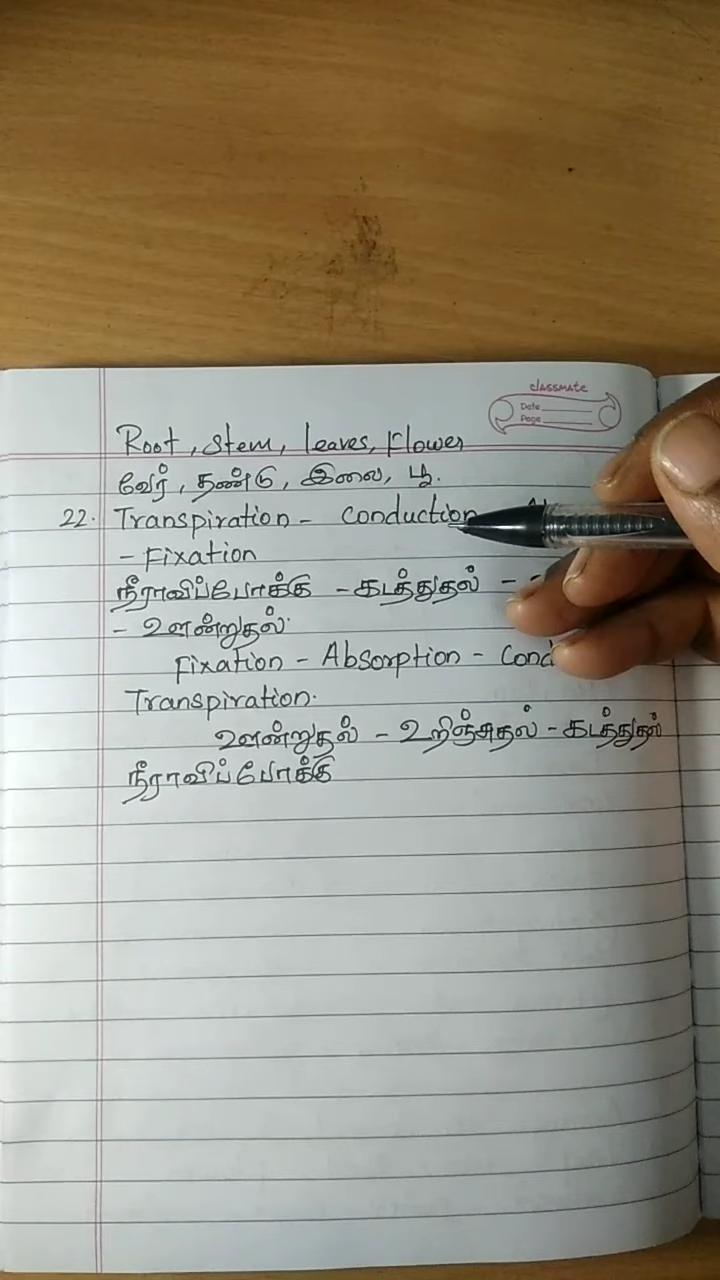 classmate
Date
Page
Root, stem, leaves, Flower
வேர், தண்டு, இலை, பூ.
22. Transpiration - Conduction
- Fixation
நீராவிப்போக்கு - கடத்துதல் -
- ஊன்றுதல்.
Fixation - Absorption -
Transpiration.
ஊன்றுதல் - உறிஞ்சுதல் - கடத்துதல்
நீராவிப்போக்கு